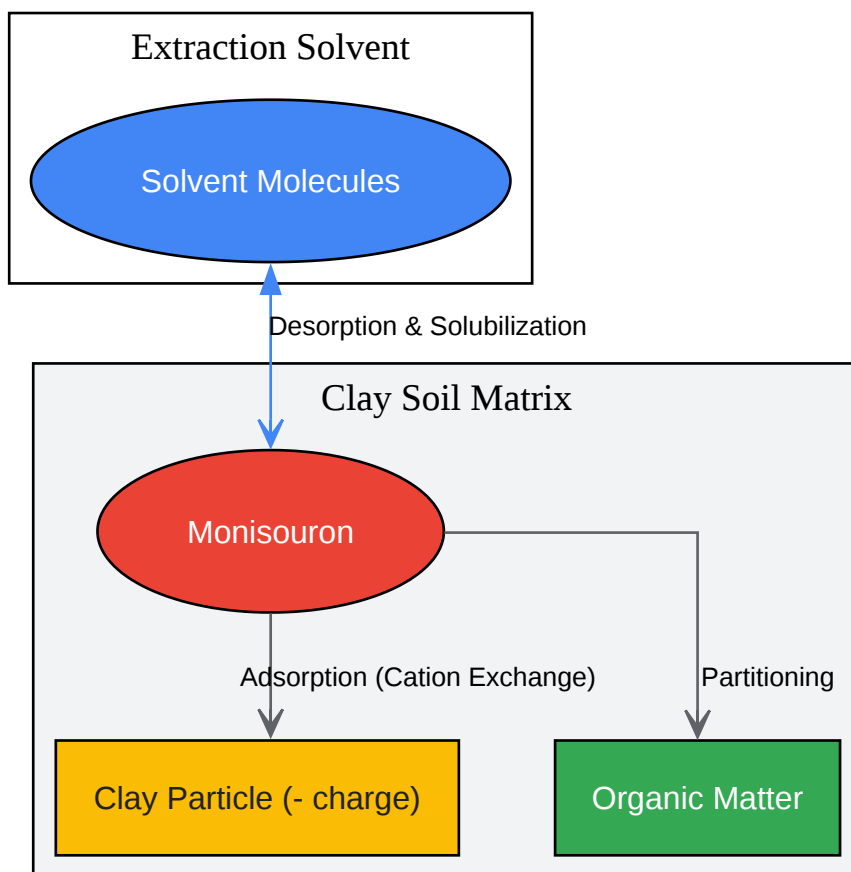 Extraction Solvent
Solvent Molecules
Desorption & Solubilization
Clay Soil Matrix
Monisouron
Adsorption (Cation Exchange)
Partitioning
Clay Particle (- charge)
Organic Matter